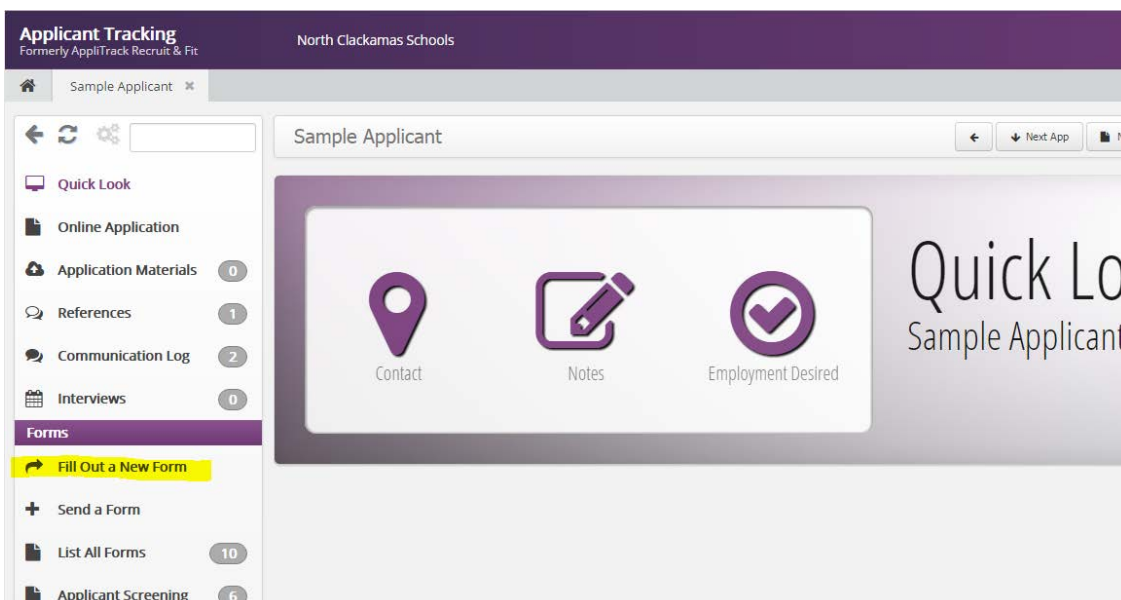 Applicant Tracking
Formerly AppliTrack Recruit & Fit
North Clackamas Schools
Sample Applicant
Sample Applicant
Next App
Quick Look
Online Application
Application Materials 0
References 1
Communication Log 2
Interviews 0
Forms
Fill Out a New Form
Send a Form
List All Forms 10
Applicant Screening 6
Contact
Notes
Employment Desired
Quick Lo
Sample Applicant